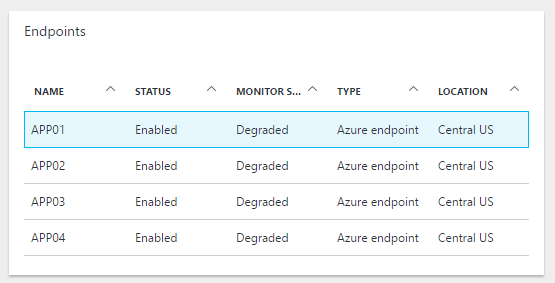 Endpoints
NAME STATUS MONITOR S... TYPE LOCATION
APP01 Enabled Degraded Azure endpoint Central US
APP02 Enabled Degraded Azure endpoint Central US
APP03 Enabled Degraded Azure endpoint Central US
APP04 Enabled Degraded Azure endpoint Central US